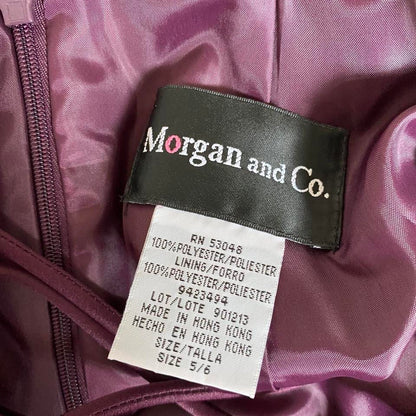 Morgan and Co.
RN 53048
100%POLYESTER/POLIESTER
LINING/FORRO
100%POLYESTER/POLIESTER
9423494
LOT/LOTE 901213
MADE IN HONG KONG
HECHO EN HONG KONG
SIZE/TALLA
SIZE 5/6